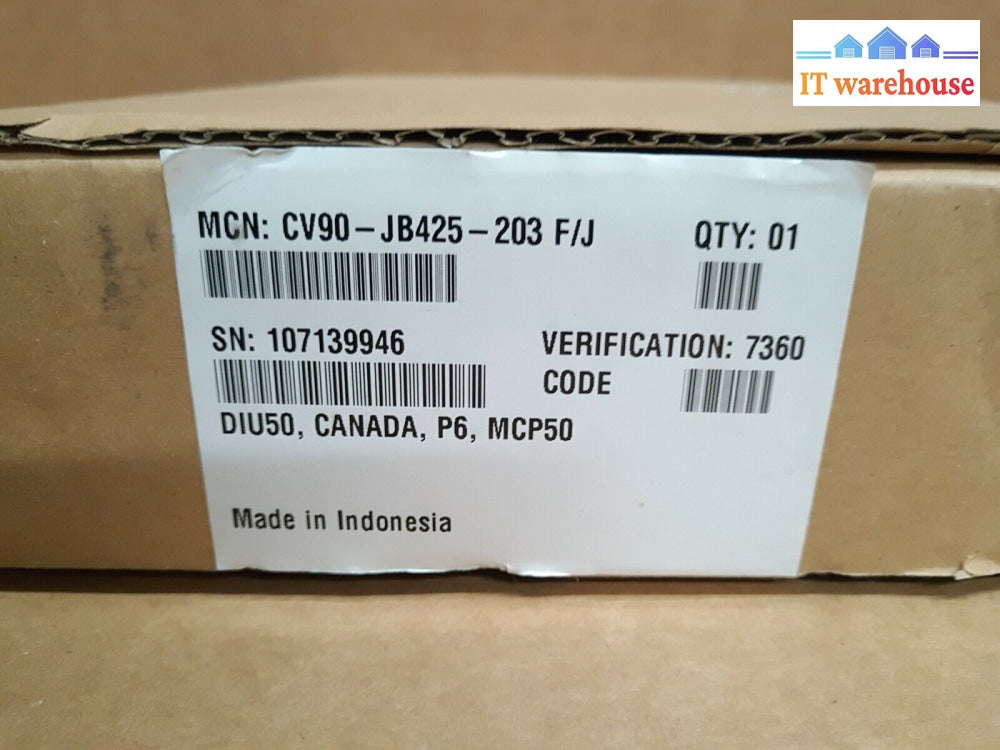 IT warehouse
MCN: CV90-JB425-203 F/J
QTY: 01
SN: 107139946
VERIFICATION: 7360
CODE
DIU50, CANADA, P6, MCP50
Made in Indonesia